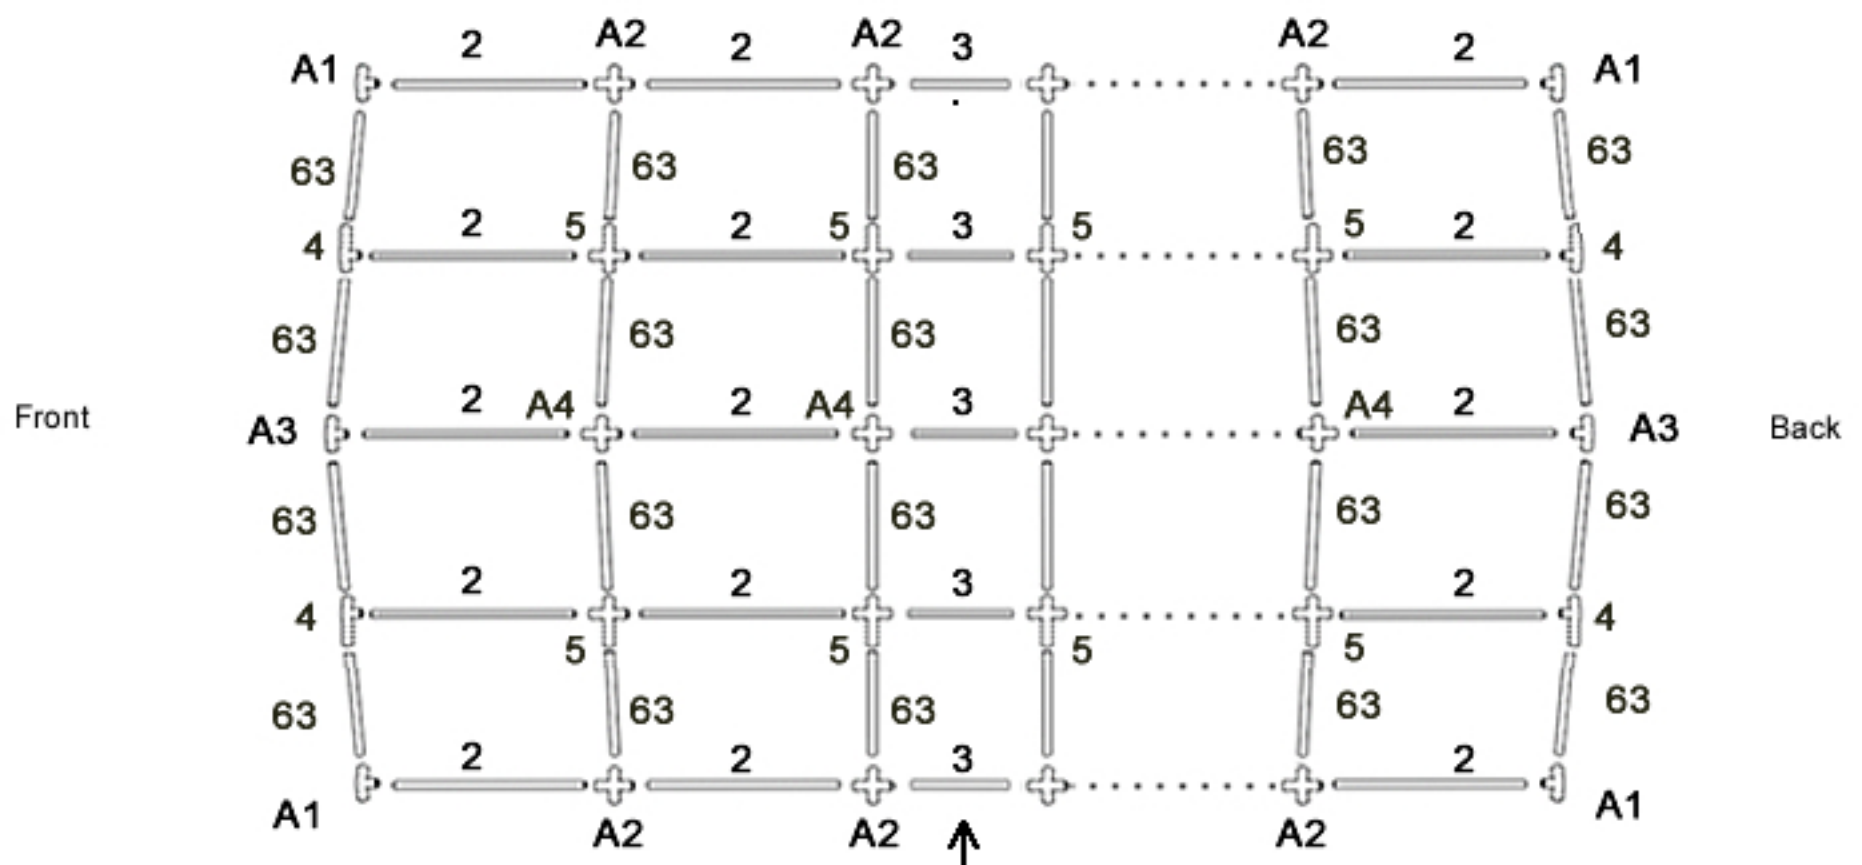 2 A2 2 A2 3 A2 2
A1 A1
63 63 63 63 63
4 2 5 2 5 3 5 5 2 4
63 63 63 63 63
Front A3 2 A4 2 A4 3 A4 2 A3 Back
63 63 63 63 63
4 2 2 3 2 4
5 5 5 5
63 63 63 63 63
2 2 3 2
A1 A2 A2 A2 A1